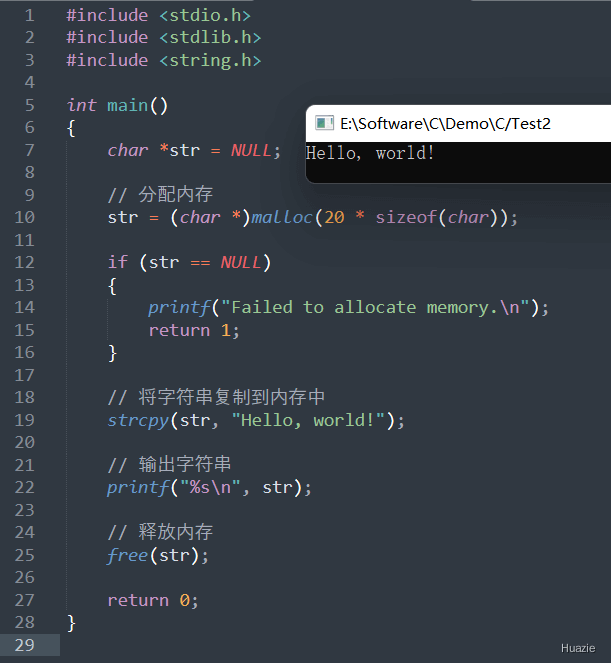 1 #include <stdio.h>
2 #include <stdlib.h>
3 #include <string.h>
4
5 int main()
6 {
7     char *str = NULL;
8
9     // 分配内存
10     str = (char *)malloc(20 * sizeof(char));
11
12     if (str == NULL)
13     {
14         printf("Failed to allocate memory.\n");
15         return 1;
16     }
17
18     // 将字符串复制到内存中
19     strcpy(str, "Hello, world!");
20
21     // 输出字符串
22     printf("%s\n", str);
23
24     // 释放内存
25     free(str);
26
27     return 0;
28 }
29
E:\Software\C\Demo\C/Test2
Hello, world!
Huazie